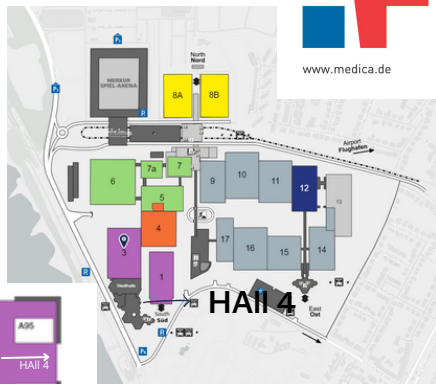 www.medica.de
North
Nord
MERKUR
SPIEL-ARENA
8A
8B
Airport
Flughafen
6
7a
7
5
4
3
1
9
10
11
12
13
17
16
15
14
Stadthalle
South
Süd
East
Ost
HAll 4
A95
HAll 4